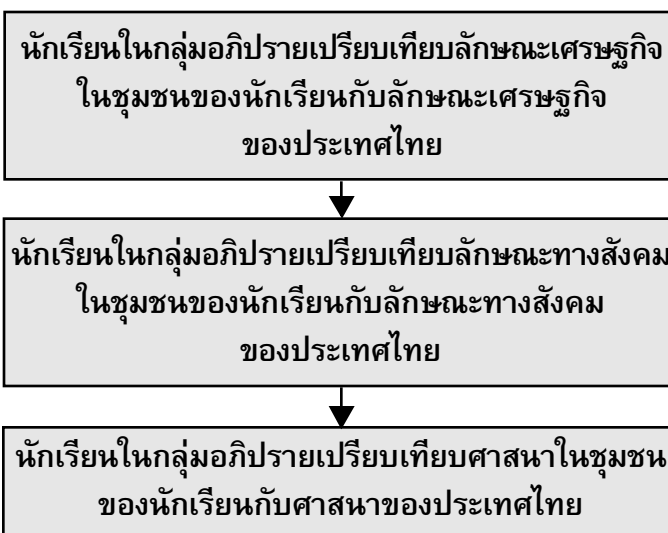 นักเรียนในกลุ่มอภิปรายเปรียบเทียบลักษณะเศรษฐกิจ
ในชุมชนของนักเรียนกับลักษณะเศรษฐกิจ
ของประเทศไทย
นักเรียนในกลุ่มอภิปรายเปรียบเทียบลักษณะทางสังคม
ในชุมชนของนักเรียนกับลักษณะทางสังคม
ของประเทศไทย
นักเรียนในกลุ่มอภิปรายเปรียบเทียบศาสนาในชุมชน
ของนักเรียนกับศาสนาของประเทศไทย